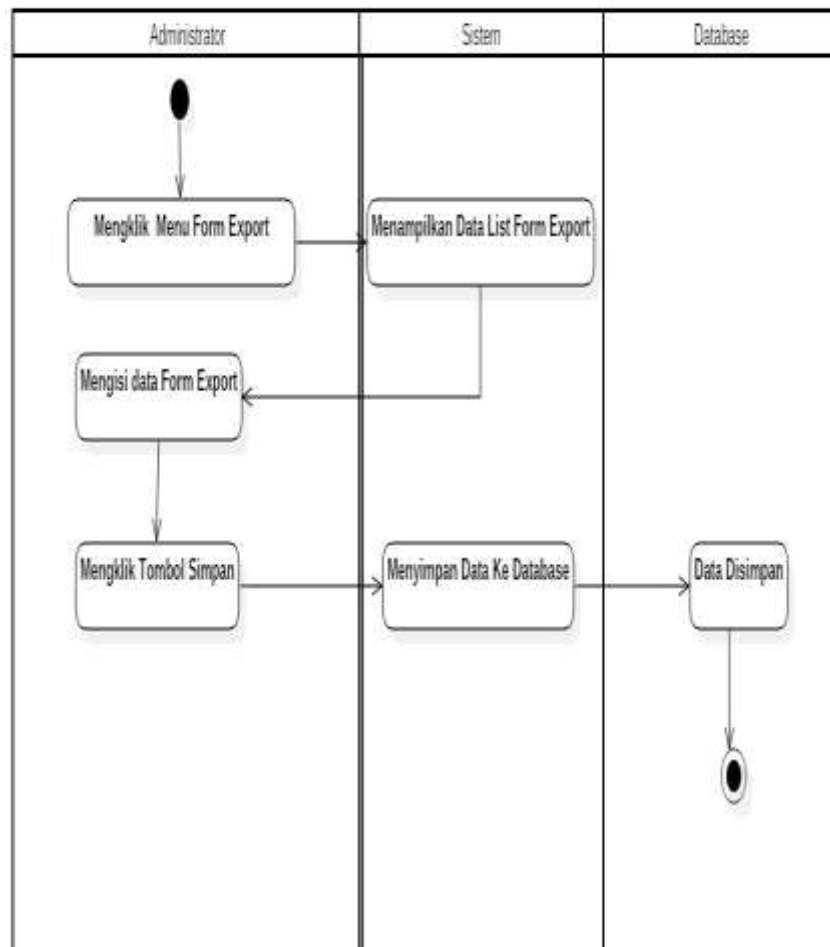 Administrator
Sistem
Database
Mengklik Menu Form Export
Menampilkan Data List Form Export
Mengisi data Form Export
Mengklik Tombol Simpan
Menyimpan Data Ke Database
Data Disimpan